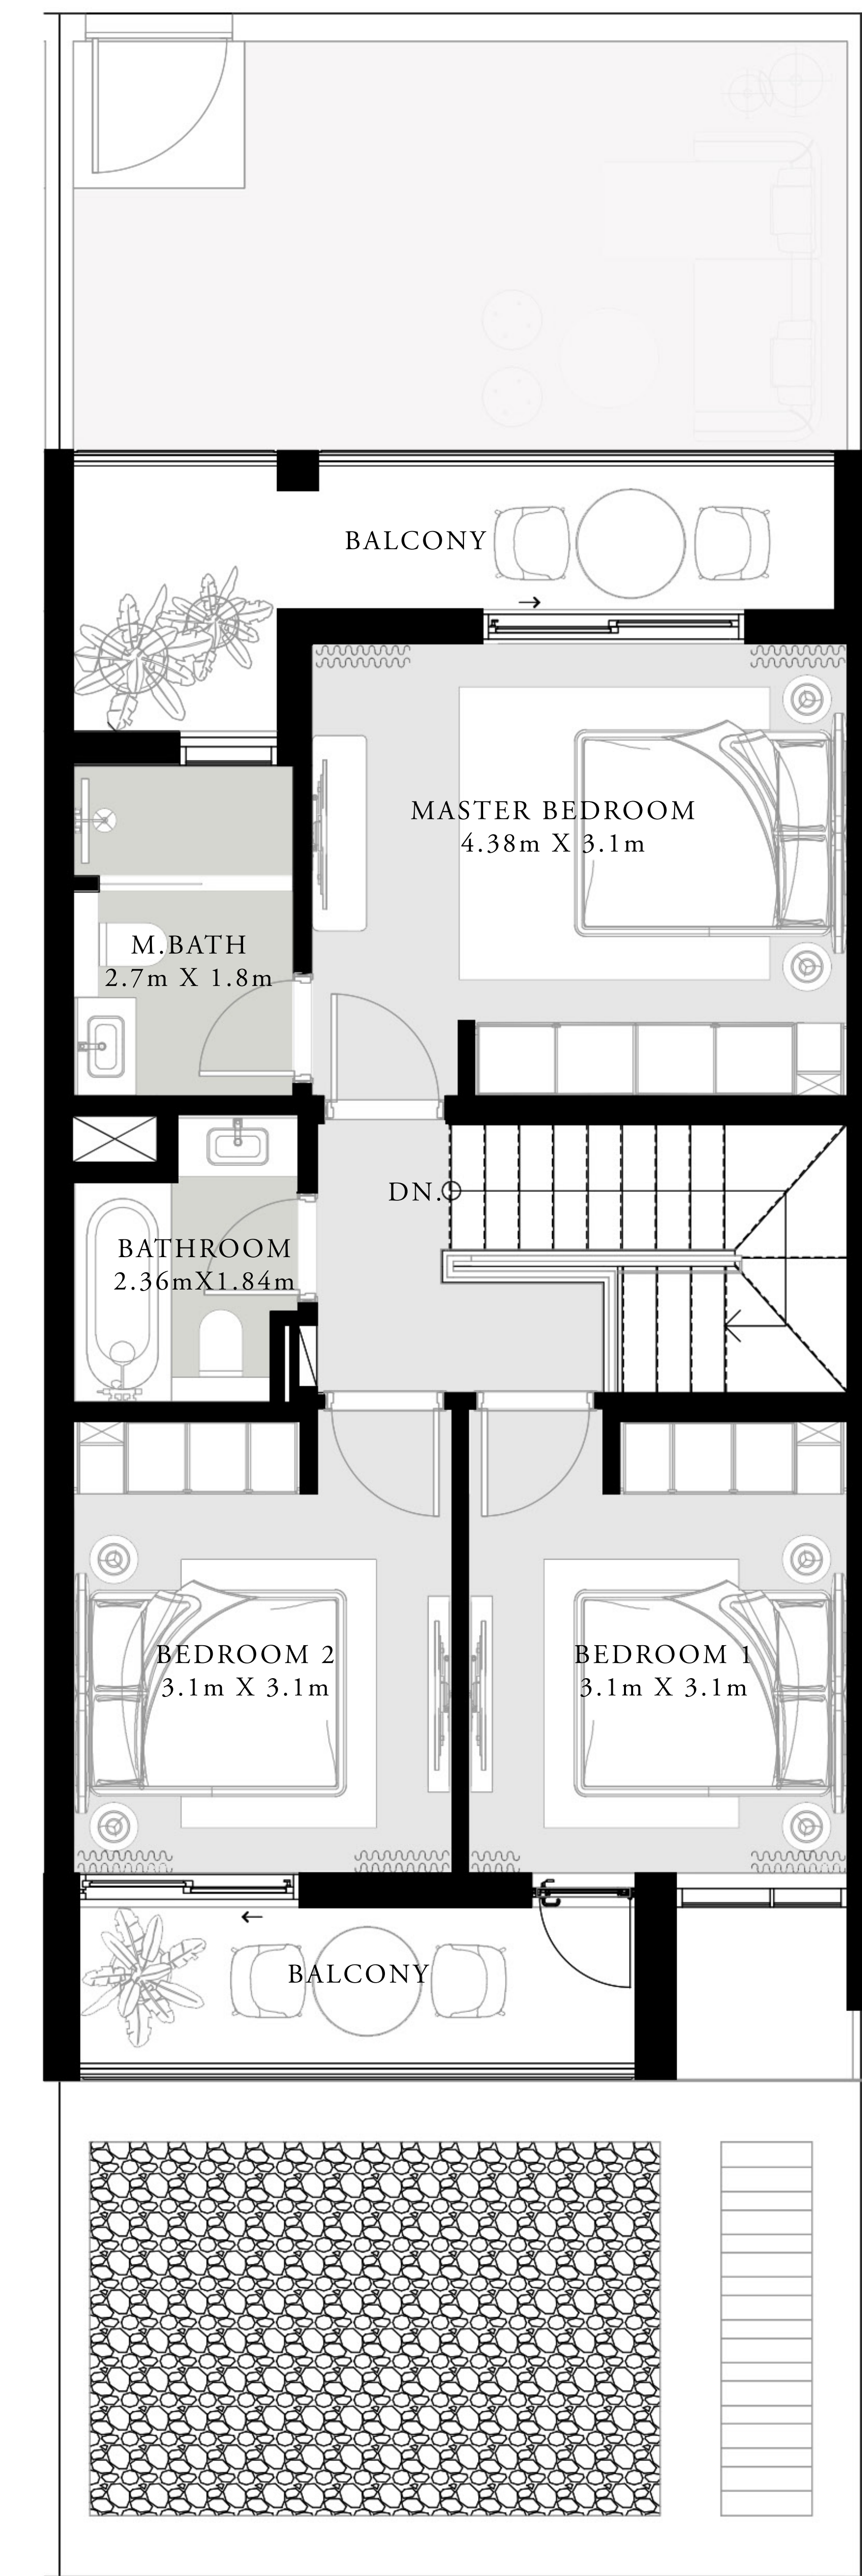 BALCONY
MASTER BEDROOM
4.38m X 3.1m
M.BATH
2.7m X 1.8m
DN.
BATHROOM
2.36mX1.84m
BEDROOM 2
3.1m X 3.1m
BEDROOM 1
3.1m X 3.1m
BALCONY